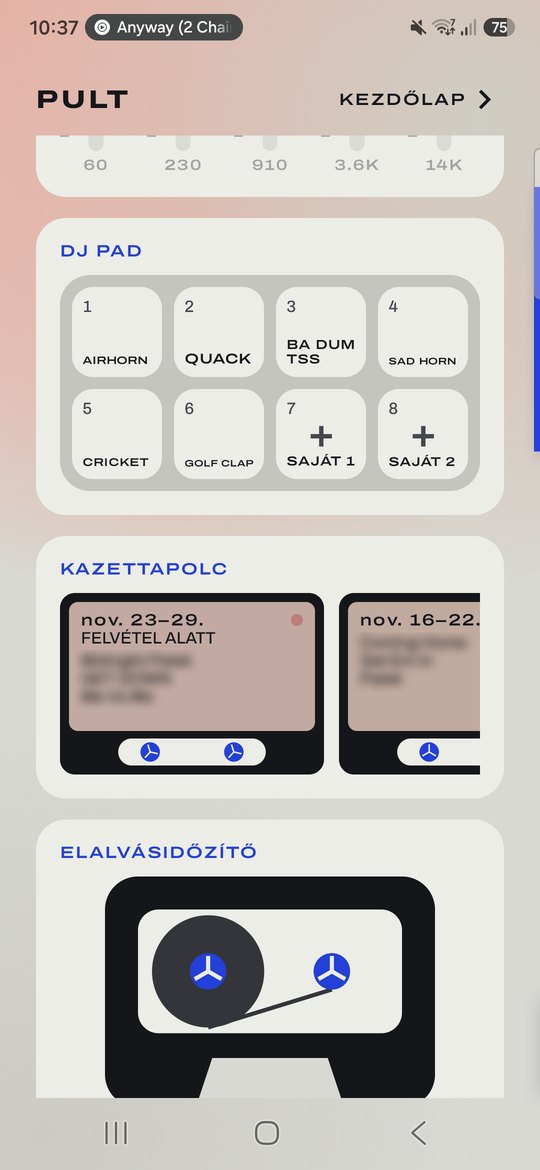 10:37
Anyway (2 Chai
75
PULT
KEZDŐLAP
60 230 910 3.6K 14K
DJ PAD
1 2 3 4
AIRHORN QUACK BA DUM TSS SAD HORN
5 6 7 8
CRICKET GOLF CLAP SAJÁT 1 SAJÁT 2
KAZETTAPOLC
nov. 23–29.
FELVÉTEL ALATT
nov. 16–22.
ELALVÁSIDŐZÍTŐ